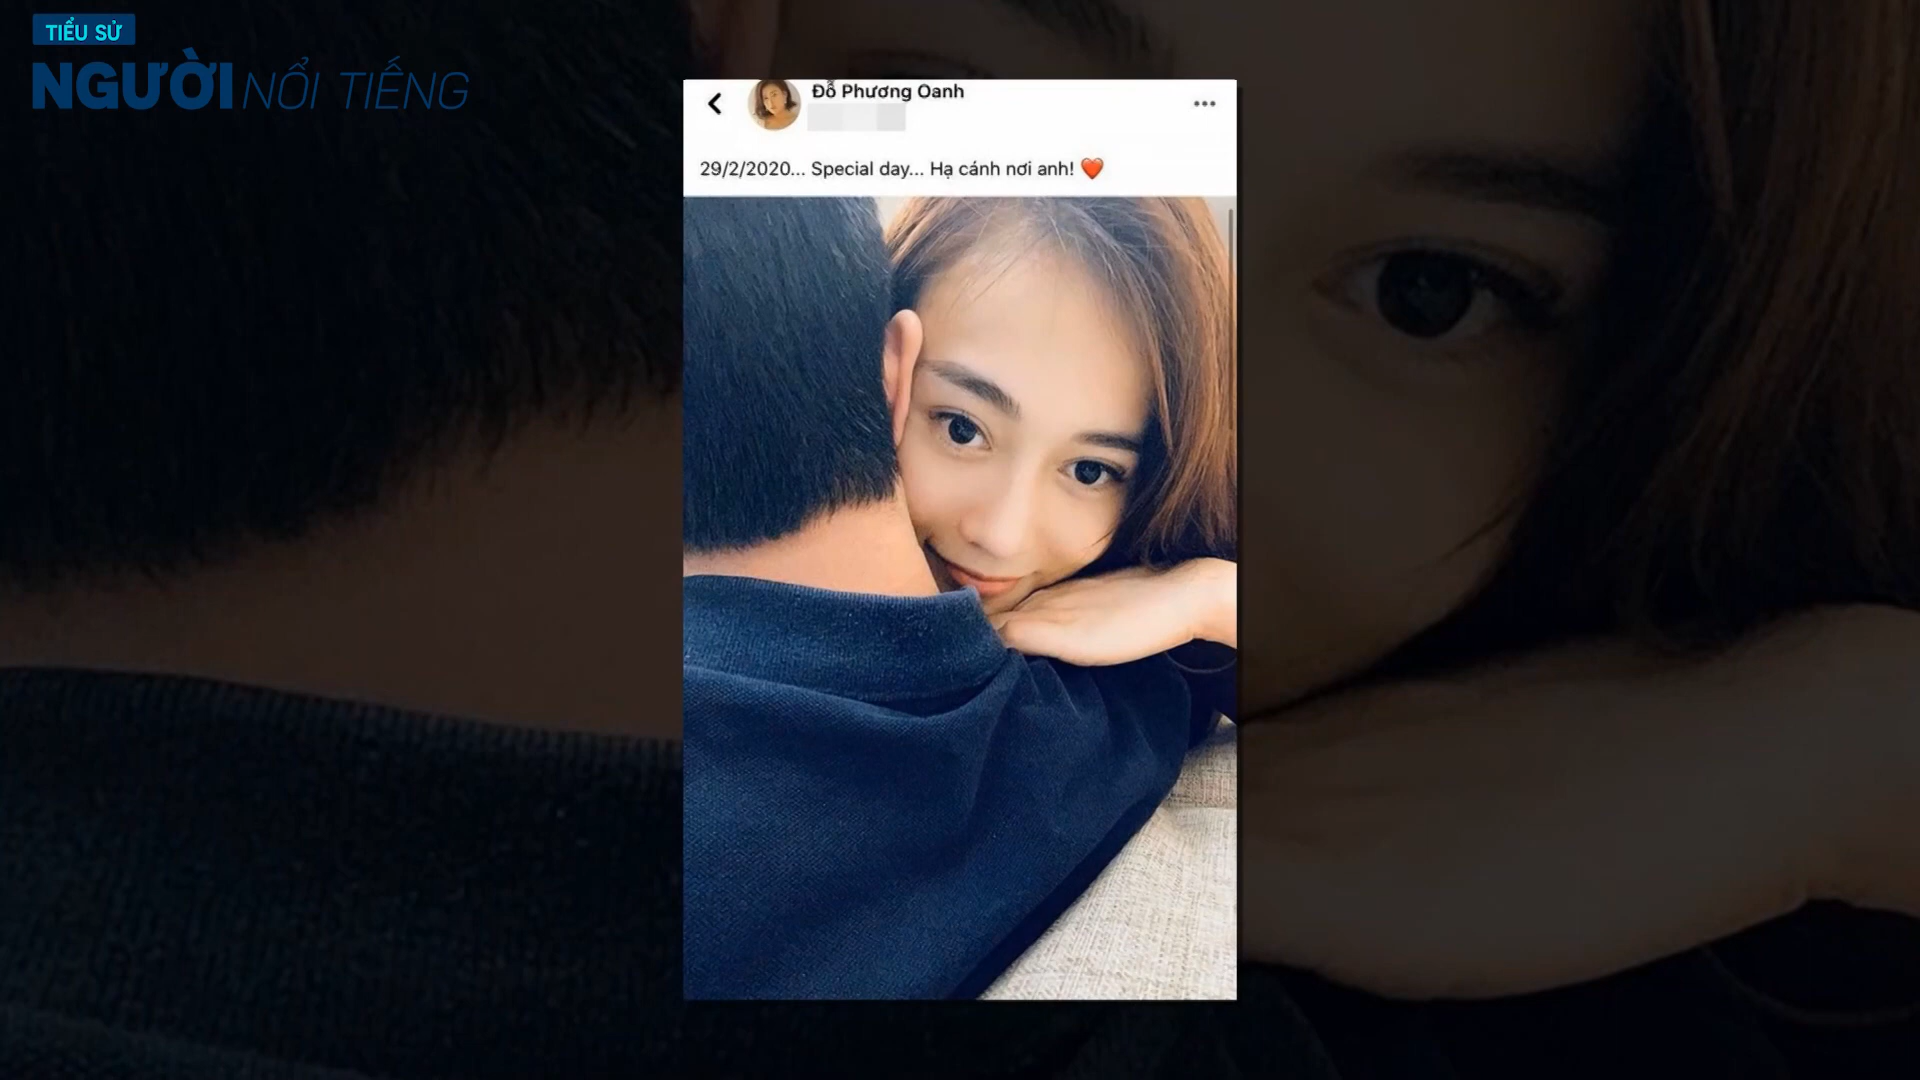 TIỂU SỬ
NGƯỜI NỔI TIẾNG
Đỗ Phương Oanh
29/2/2020... Special day... Hạ cánh nơi anh! ❤️